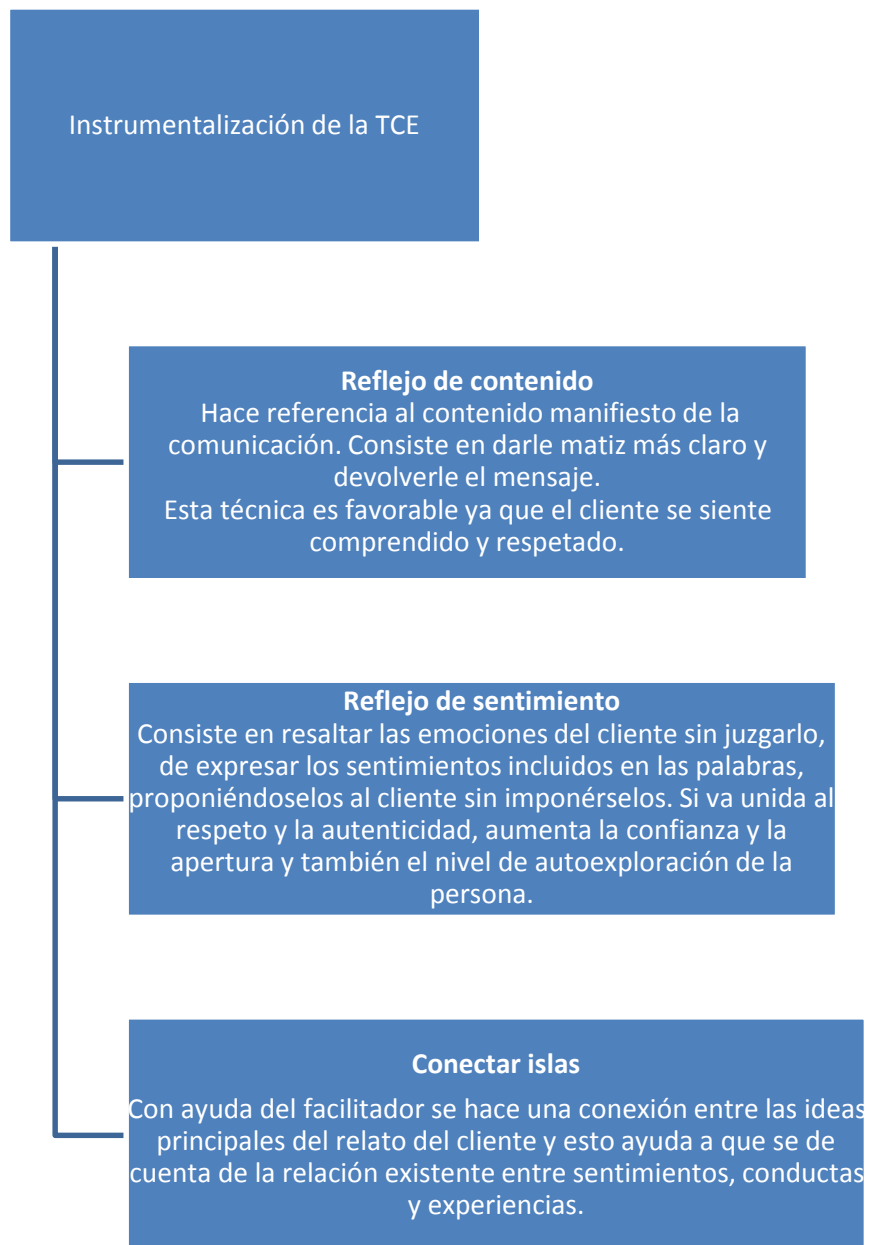 Instrumentalización de la TCE
Reflejo de contenido
Hace referencia al contenido manifiesto de la
comunicación. Consiste en darle matiz más claro y
devolverle el mensaje.
Esta técnica es favorable ya que el cliente se siente
comprendido y respetado.
Reflejo de sentimiento
Consiste en resaltar las emociones del cliente sin juzgarlo,
de expresar los sentimientos incluidos en las palabras,
proponiéndoselos al cliente sin imponérselos. Si va unida al
respeto y la autenticidad, aumenta la confianza y la
apertura y también el nivel de autoexploración de la
persona.
Conectar islas
Con ayuda del facilitador se hace una conexión entre las ideas
principales del relato del cliente y esto ayuda a que se de
cuenta de la relación existente entre sentimientos, conductas
y experiencias.